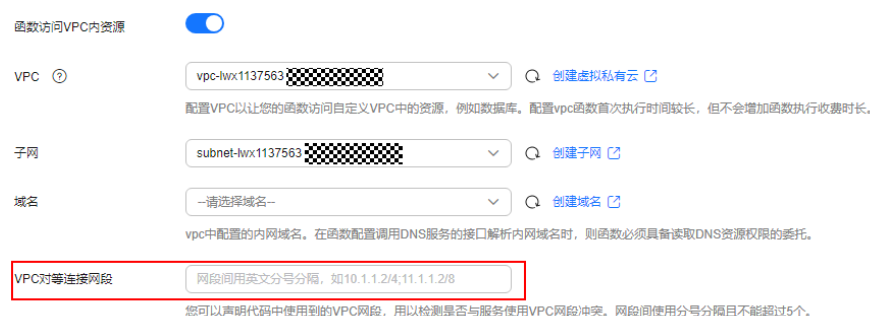 函数访问VPC内资源
VPC ? vpc-lwx1137563 创建虚拟私有云
配置VPC以让您的函数访问自定义VPC中的资源，例如数据库。配置vpc函数首次执行时间较长，但不会增加函数执行收费时长。
子网 subnet-lwx1137563 创建子网
域名 --请选择域名-- 创建域名
vpc中配置的内网域名。在函数配置调用DNS服务的接口解析内网域名时，则函数必须具备读取DNS资源权限的委托。
VPC对等连接网段 网段间用英文分号分隔，如10.1.1.2/4;11.1.1.2/8
您可以声明代码中使用到的VPC网段，用以检测是否与服务使用VPC网段冲突。网段间使用分号分隔且不能超过5个。